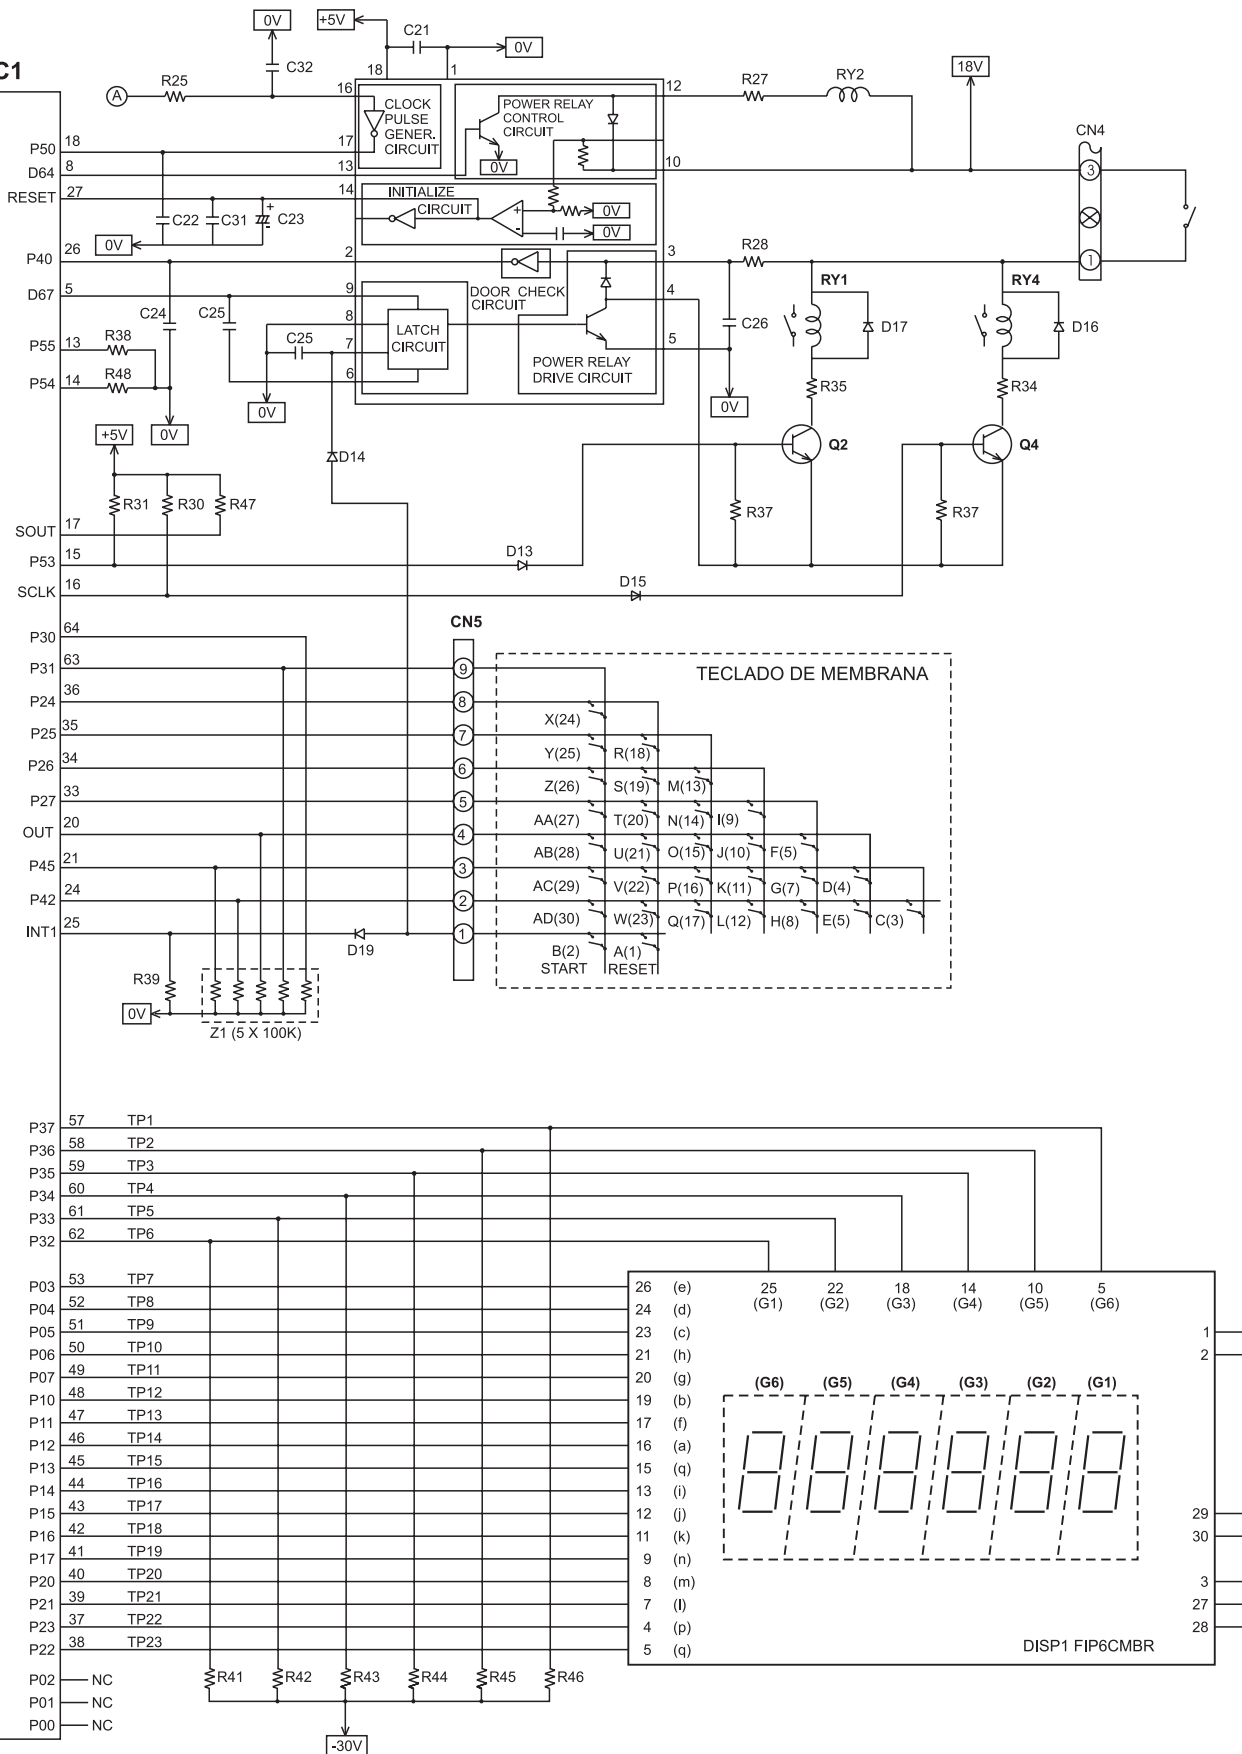 0V
+5V
C21
0V
C32
18
1
18V
C1
R25
A
16
12
R27
RY2
CLOCK
PULSE
GENER.
CIRCUIT
POWER RELAY
CONTROL
CIRCUIT
0V
CN4
P50
18
17
D64
8
13
10
3
RESET
27
14
INITIALIZE
CIRCUIT
+
-
0V
0V
C22
C31
+
-
C23
0V
P40
26
2
3
R28
1
DOOR CHECK
CIRCUIT
D67
5
9
4
RY1
RY4
C24
C25
8
LATCH
CIRCUIT
C26
D17
D16
P55
13
R38
C25
7
5
POWER RELAY
DRIVE CIRCUIT
P54
14
R48
6
R35
R34
0V
0V
0V
+5V
D14
Q2
Q4
R31
R30
R47
R37
R37
SOUT
17
P53
15
D13
SCLK
16
D15
CN5
P30
64
P31
63
9
TECLADO DE MEMBRANA
P24
36
8
X(24)
P25
35
7
Y(25)
R(18)
P26
34
6
Z(26)
S(19)
M(13)
P27
33
5
AA(27)
T(20)
N(14)
I(9)
OUT
20
4
AB(28)
U(21)
O(15)
J(10)
F(5)
P45
21
3
AC(29)
V(22)
P(16)
K(11)
G(7)
D(4)
P42
24
2
AD(30)
W(23)
Q(17)
L(12)
H(8)
E(5)
C(3)
INT1
25
D19
1
B(2)
A(1)
START
RESET
R39
0V
Z1 (5 X 100K)
P37
57
TP1
P36
58
TP2
P35
59
TP3
P34
60
TP4
P33
61
TP5
P32
62
TP6
25
22
18
14
10
5
(G1)
(G2)
(G3)
(G4)
(G5)
(G6)
P03
53
TP7
26
(e)
P04
52
TP8
24
(d)
P05
51
TP9
23
(c)
1
P06
50
TP10
21
(h)
2
P07
49
TP11
20
(g)
(G6)
(G5)
(G4)
(G3)
(G2)
(G1)
P10
48
TP12
19
(b)
P11
47
TP13
17
(f)
P12
46
TP14
16
(a)
P13
45
TP15
15
(q)
P14
44
TP16
13
(i)
P15
43
TP17
12
(j)
29
P16
42
TP18
11
(k)
30
P17
41
TP19
9
(n)
P20
40
TP20
8
(m)
3
P21
39
TP21
7
(l)
27
P23
37
TP22
4
(p)
28
P22
38
TP23
5
(q)
DISP1 FIP6CMBR
P02
NC
R41
R42
R43
R44
R45
R46
P01
NC
P00
NC
-30V